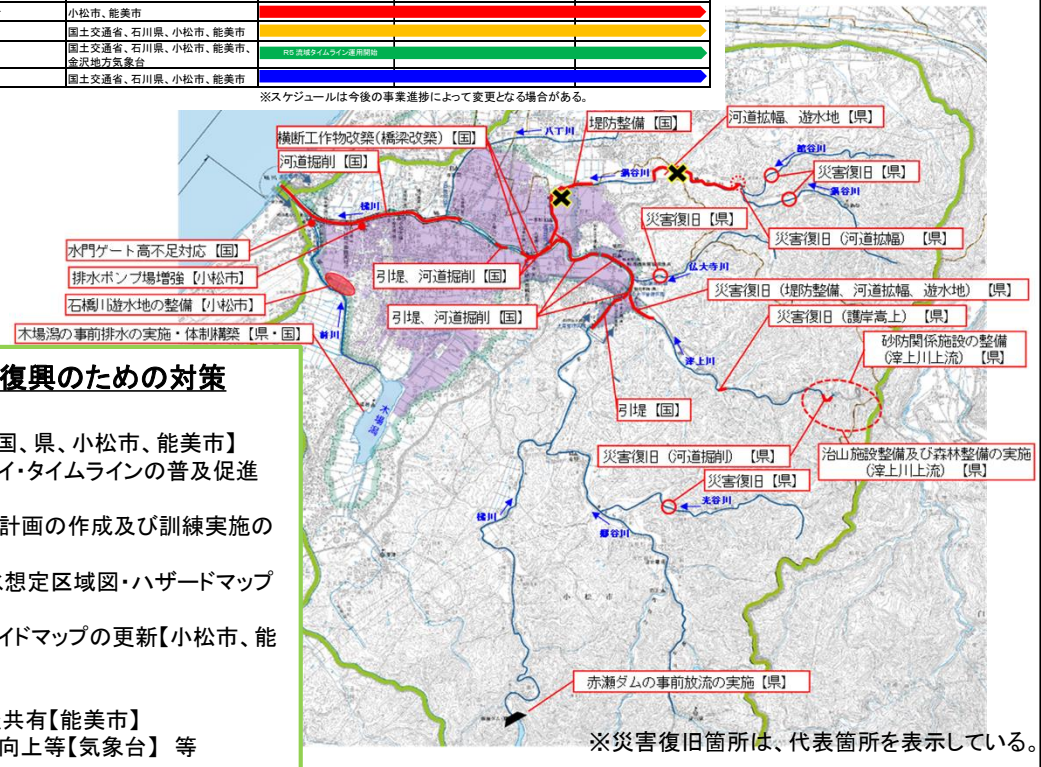 小松市、能美市
国土交通省、石川県、小松市、能美市
国土交通省、石川県、小松市、能美市、
金沢地方気象台
R5 流域タイムライン運用開始
国土交通省、石川県、小松市、能美市
※スケジュールは今後の事業進捗によって変更となる場合がある。
横断工作物改築(橋梁改築)【国】
河道掘削【国】
八丁川
堤防整備【国】
河道拡幅、遊水地【県】
鍋谷川
館谷川
災害復旧【県】
鍋谷川
梯川
災害復旧【県】
災害復旧（河道拡幅）【県】
水門ゲート高不足対応【国】
排水ポンプ場増強【小松市】
石橋川遊水地の整備【小松市】
引堤、河道掘削【国】
仏大寺川
災害復旧（堤防整備、河道拡幅、遊水地）【県】
引堤、河道掘削【国】
災害復旧（護岸嵩上）【県】
木場潟の事前排水の実施・体制構築【県・国】
前川
滓上川
砂防関係施設の整備
（滓上川上流）【県】
木場潟
引堤【国】
災害復旧（河道掘削）【県】
治山施設整備及び森林整備の実施
（滓上川上流）【県】
災害復旧【県】
光谷川
梯川
郷谷川
小松市
赤瀬ダムの事前放流の実施【県】
復興のための対策
国、県、小松市、能美市】
イ・タイムラインの普及促進
計画の作成及び訓練実施の
想定区域図・ハザードマップ
イドマップの更新【小松市、能
共有【能美市】
向上等【気象台】 等
※災害復旧箇所は、代表箇所を表示している。